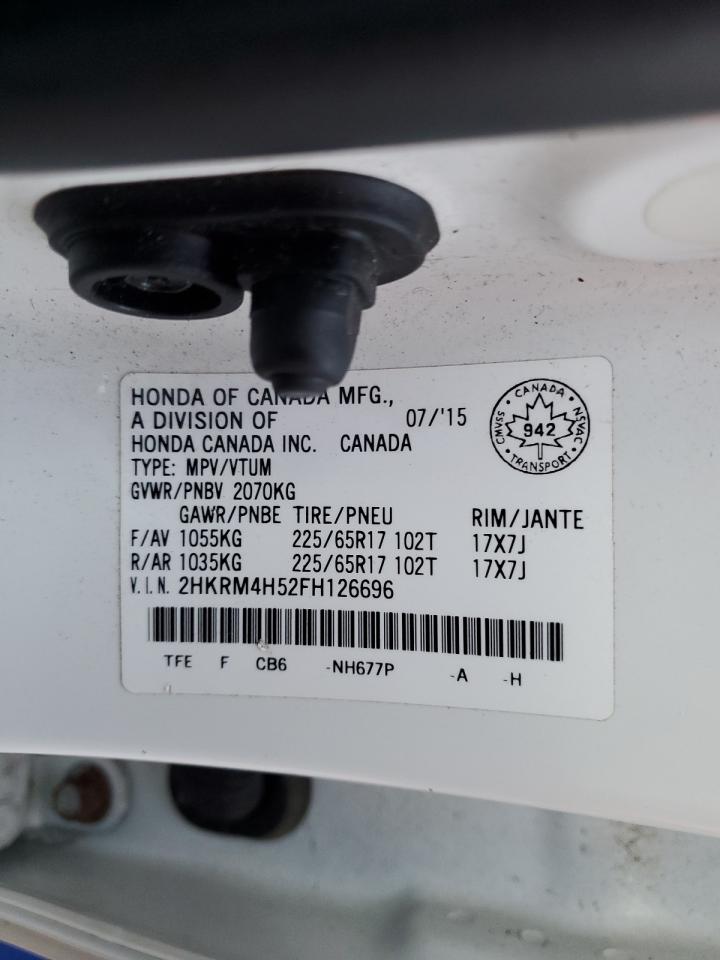 HONDA OF CANADA MFG.,
A DIVISION OF 07/'15
HONDA CANADA INC. CANADA
CANADA
CMVSS 942 NSVAC
TRANSPORT
TYPE: MPV/VTUM
GVWR/PNBV 2070KG
GAWR/PNBE TIRE/PNEU RIM/JANTE
F/AV 1055KG 225/65R17 102T 17X7J
R/AR 1035KG 225/65R17 102T 17X7J
V.I.N. 2HKRM4H52FH126696
TFE F CB6 -NH677P -A -H